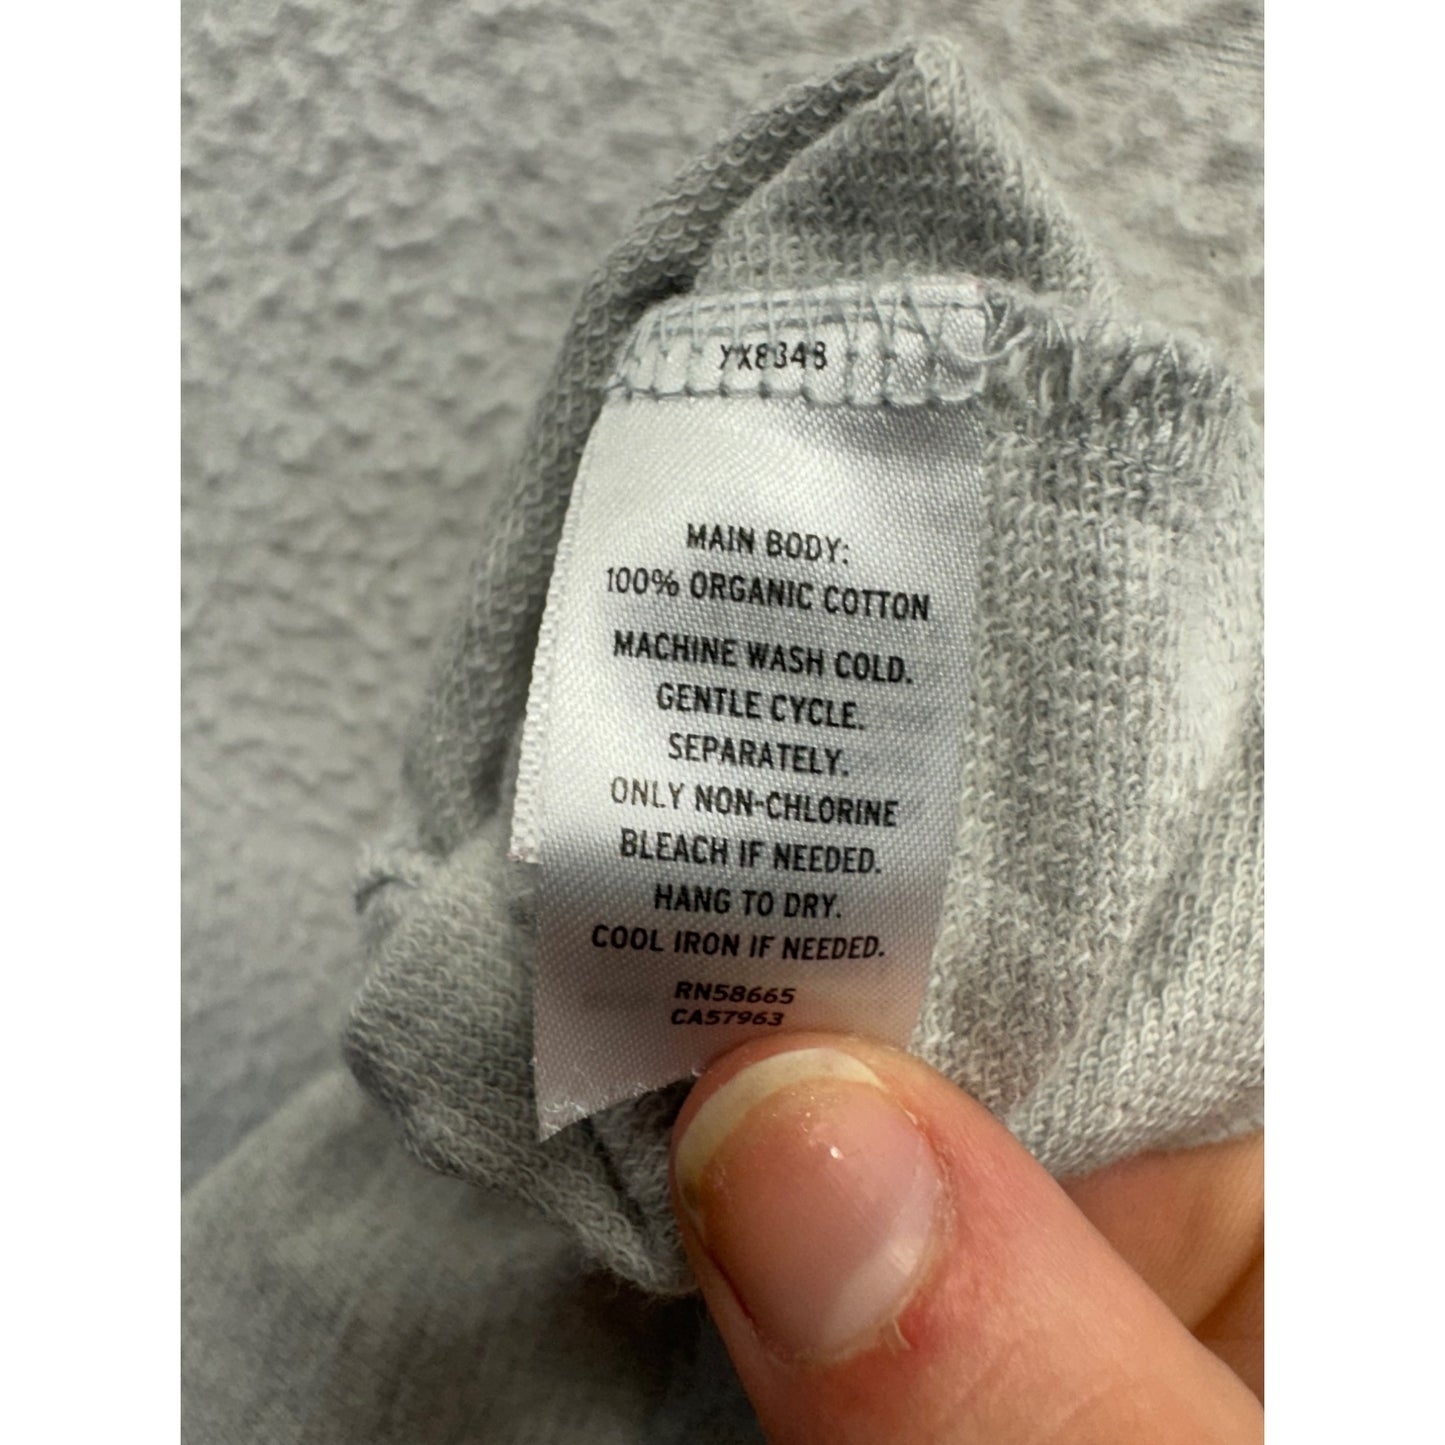 YX8348
MAIN BODY:
100% ORGANIC COTTON
MACHINE WASH COLD.
GENTLE CYCLE.
SEPARATELY.
ONLY NON-CHLORINE
BLEACH IF NEEDED.
HANG TO DRY.
COOL IRON IF NEEDED.
RN58665
CA57963